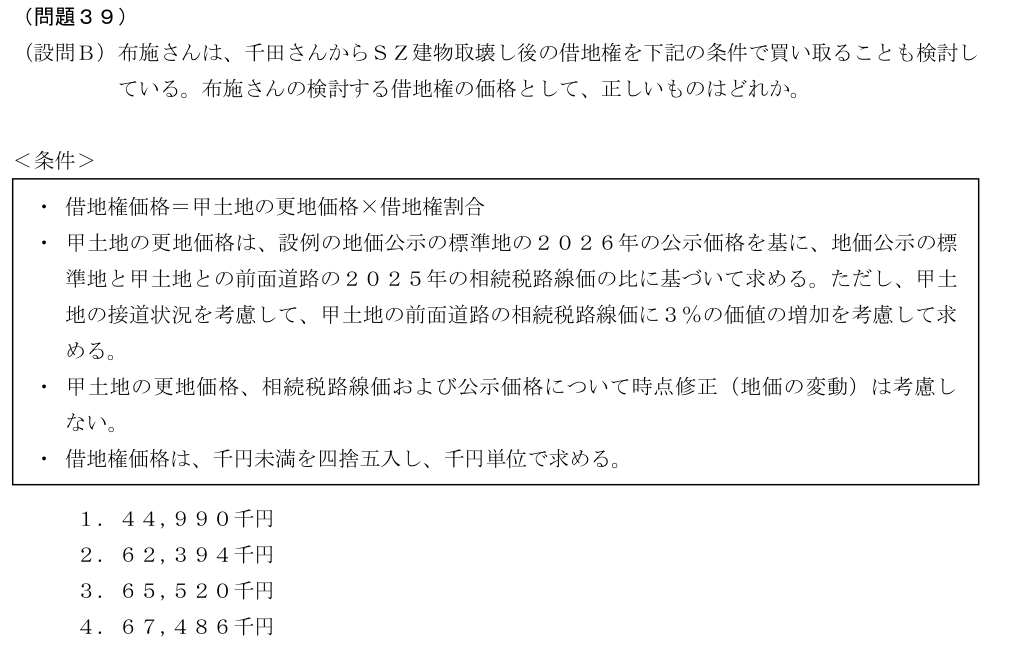 （問題３９）
（設問Ｂ）布施さんは、千田さんからＳＺ建物取壊し後の借地権を下記の条件で買い取ることも検討し
ている。布施さんの検討する借地権の価格として、正しいものはどれか。
＜条件＞
・ 借地権価格＝甲土地の更地価格×借地権割合
・ 甲土地の更地価格は、設例の地価公示の標準地の２０２６年の公示価格を基に、地価公示の標
準地と甲土地との前面道路の２０２５年の相続税路線価の比に基づいて求める。ただし、甲土
地の接道状況を考慮して、甲土地の前面道路の相続税路線価に３％の価値の増加を考慮して求
める。
・ 甲土地の更地価格、相続税路線価および公示価格について時点修正（地価の変動）は考慮し
ない。
・ 借地権価格は、千円未満を四捨五入し、千円単位で求める。
１．４４,９９０千円
２．６２,３９４千円
３．６５,５２０千円
４．６７,４８６千円